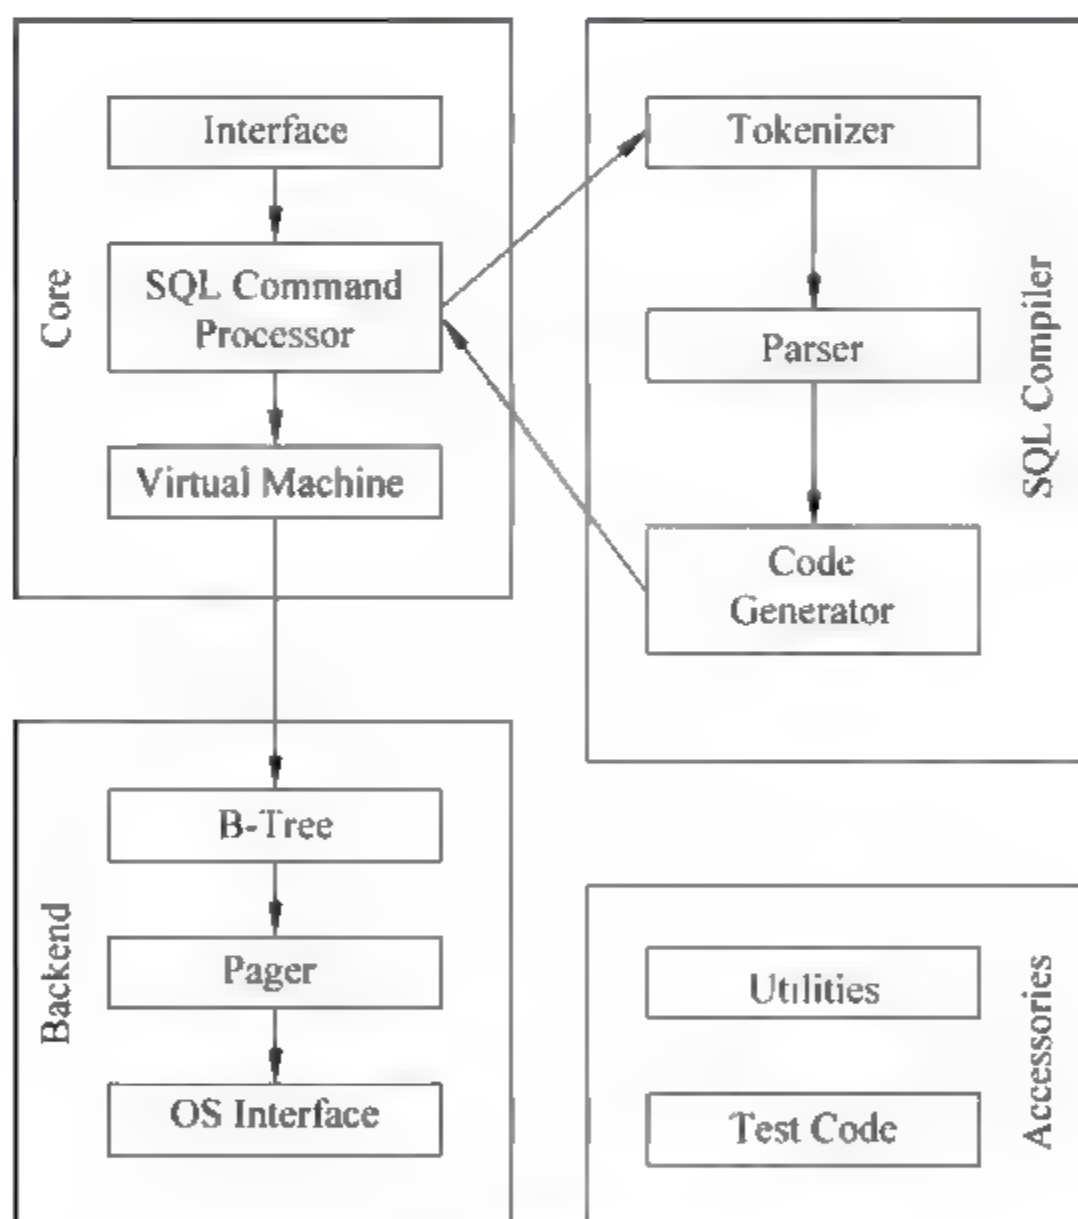 Core
Interface
SQL Command
Processor
Virtual Machine
SQL Compiler
Tokenizer
Parser
Code
Generator
Backend
B-Tree
Pager
OS Interface
Accessories
Utilities
Test Code